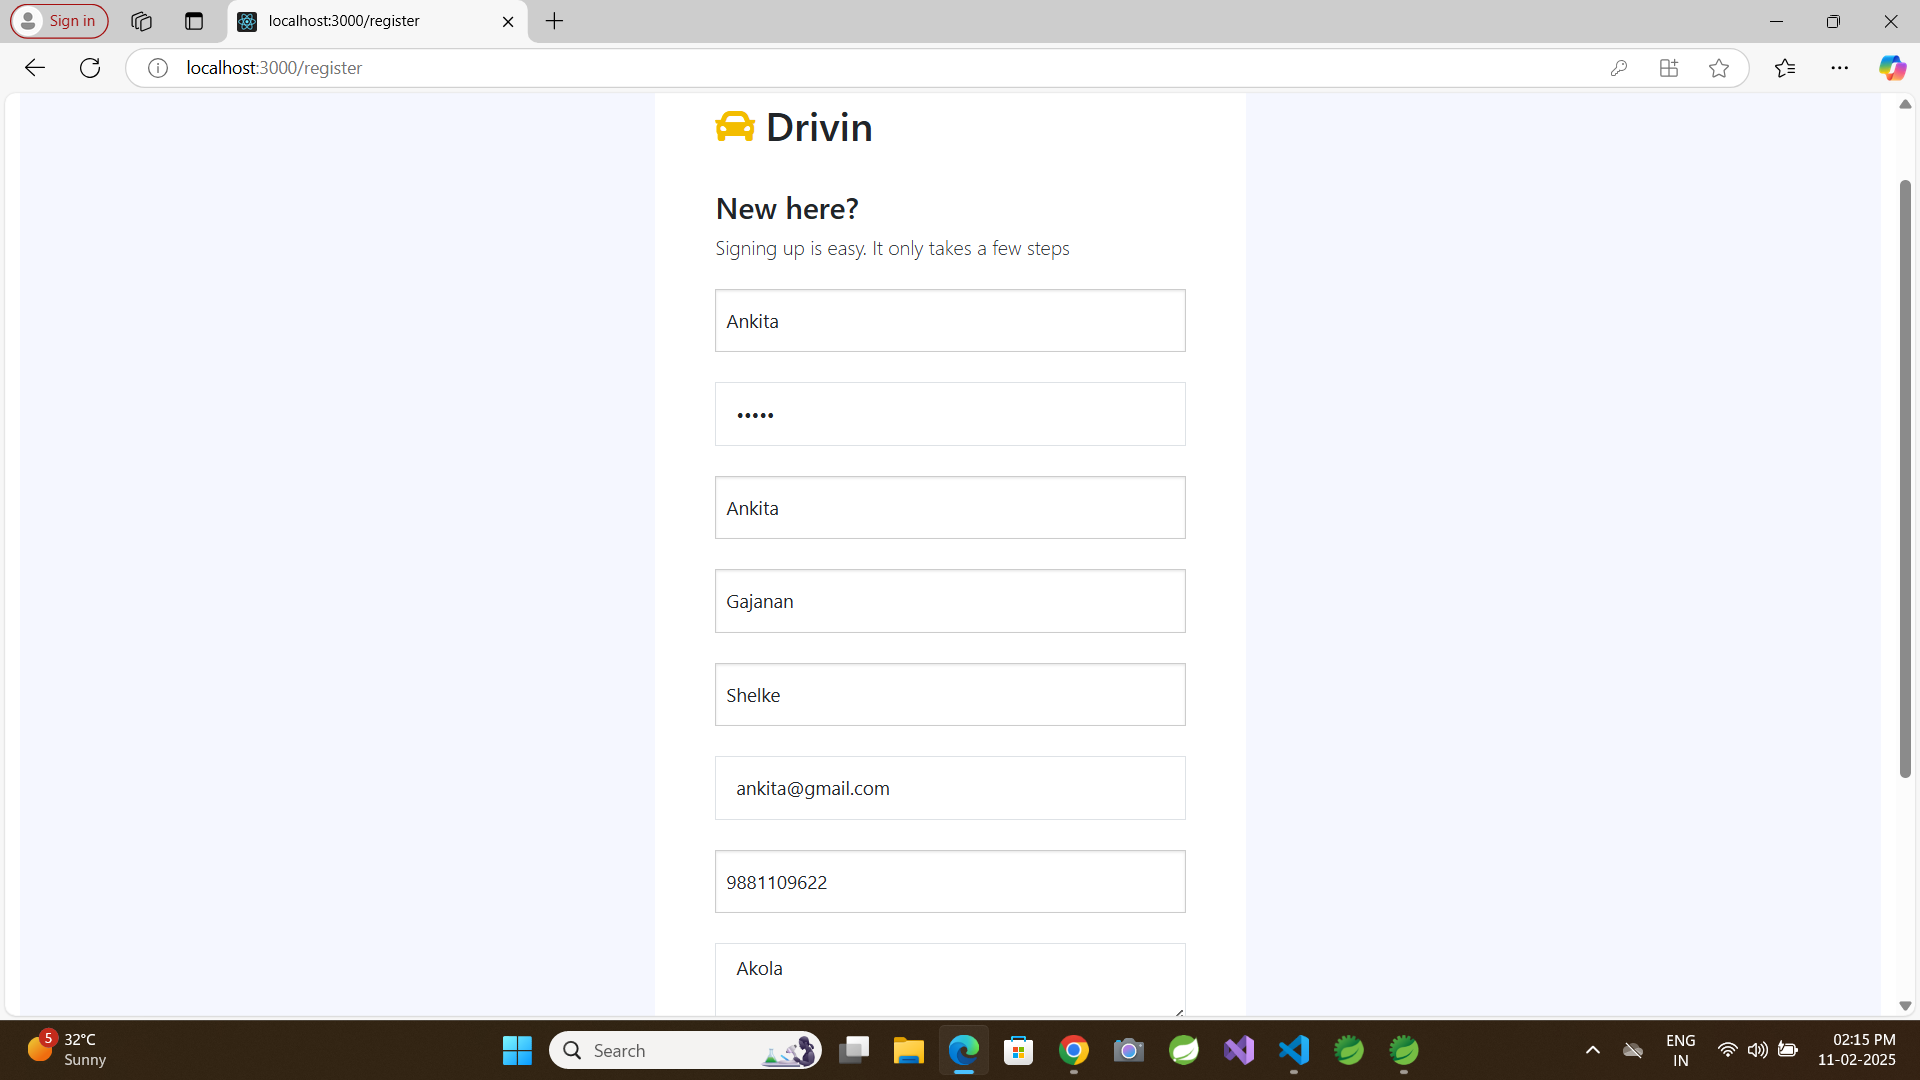 Sign in
localhost:3000/register
localhost:3000/register
Drivin
New here?
Signing up is easy. It only takes a few steps
Ankita
•••••
Ankita
Gajanan
Shelke
ankita@gmail.com
9881109622
Akola
5
32°C
Sunny
Search
ENG
IN
02:15 PM
11-02-2025